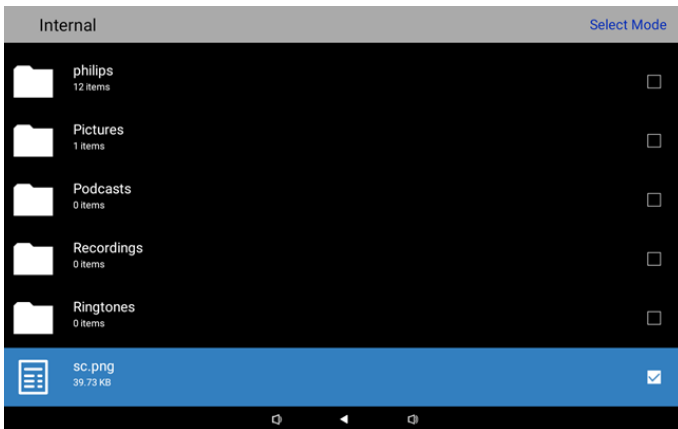 Internal
Select Mode
philips
12 items
Pictures
1 items
Podcasts
0 items
Recordings
0 items
Ringtones
0 items
sc.png
39.73 KB